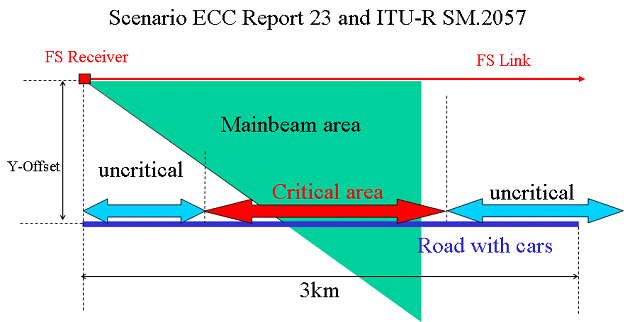 Scenario ECC Report 23 and ITU-R SM.2057
FS Receiver
FS Link
Mainbeam area
Y-Offset
uncritical
Critical area
uncritical
Road with cars
3km